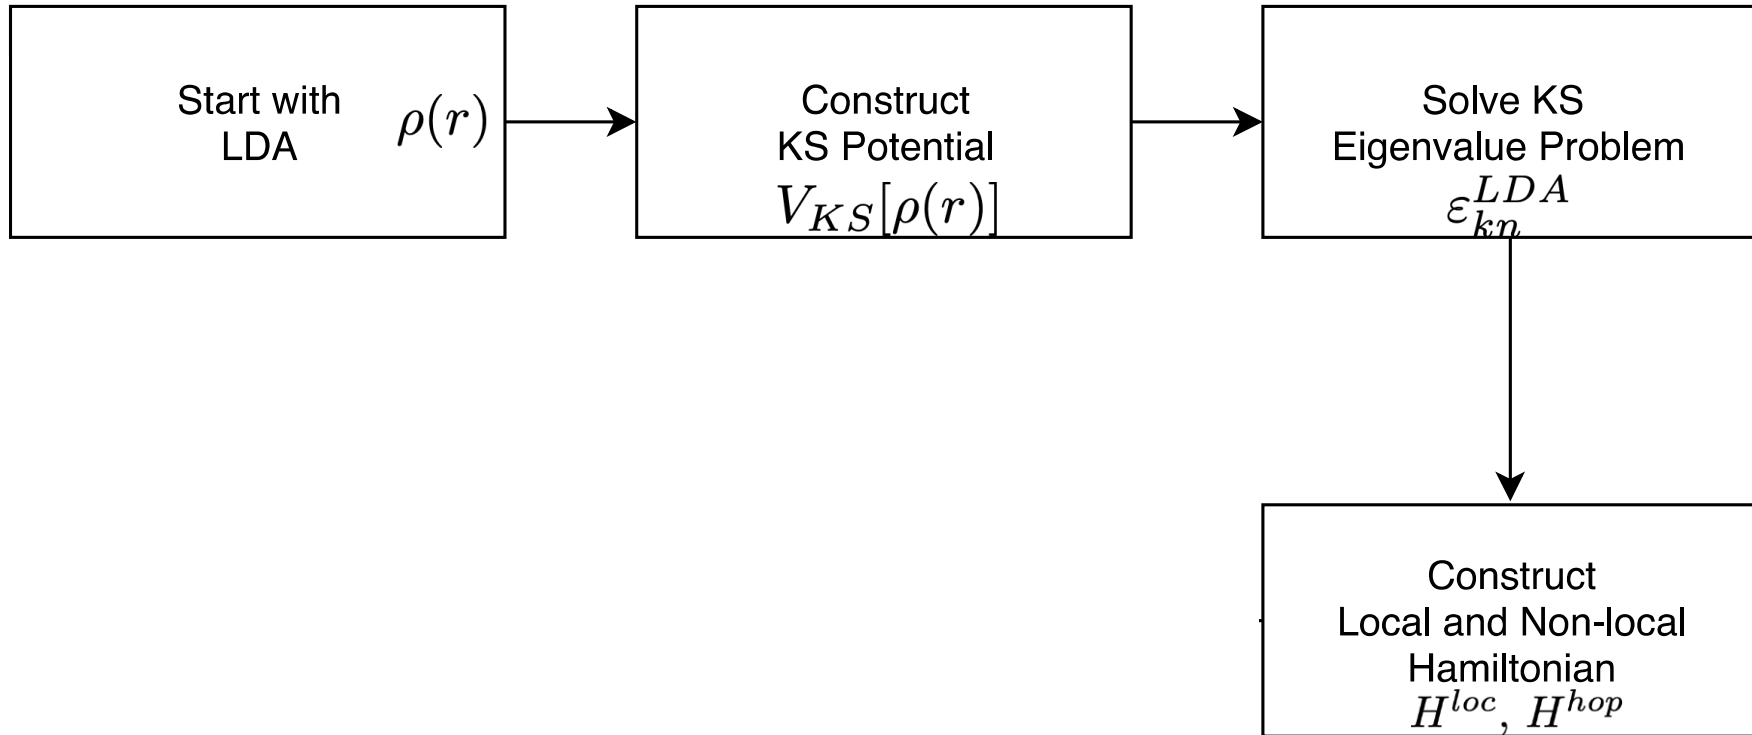 Start with
LDA
ρ(r)
Construct
KS Potential
V_{KS}[ρ(r)]
Solve KS
Eigenvalue Problem
ε_{kn}^{LDA}
Construct
Local and Non-local
Hamiltonian
H^{loc}, H^{hop}